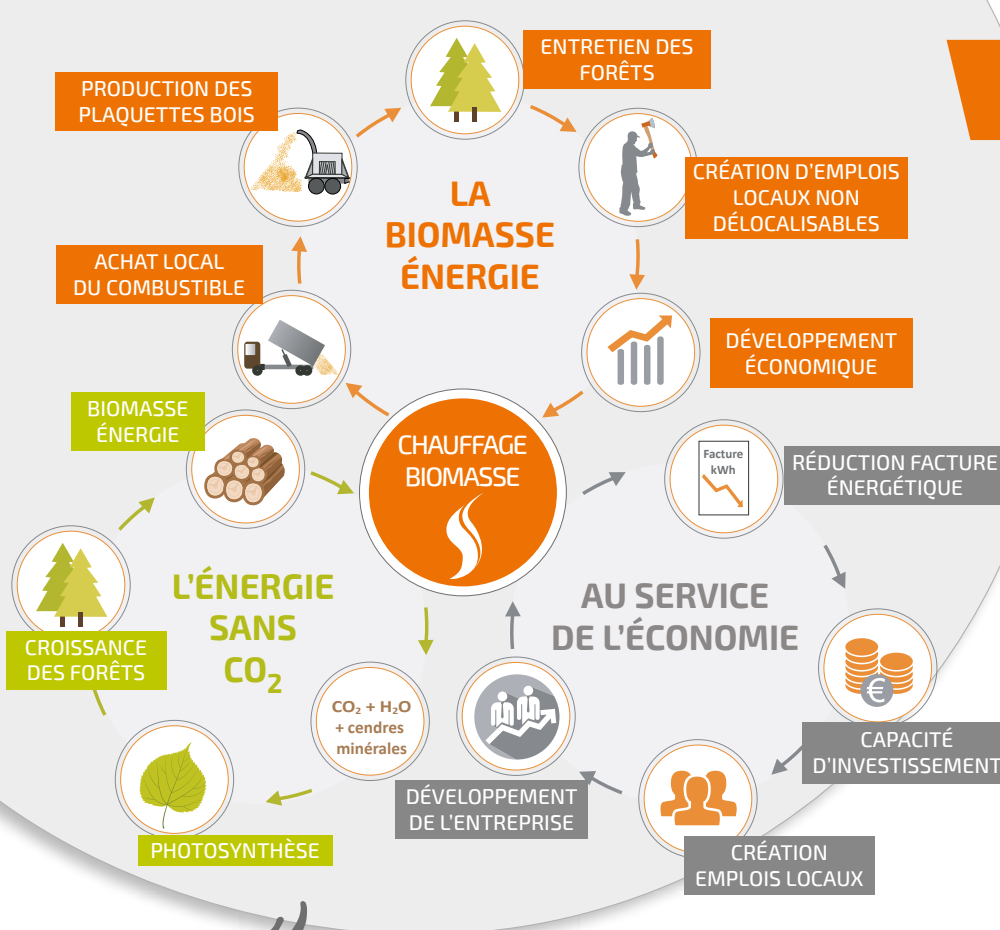 ENTRETIEN DES
FORÊTS
PRODUCTION DES
PLAQUETTES BOIS
CRÉATION D'EMPLOIS
LOCAUX NON
DÉLOCALISABLES
LA
BIOMASSE
ÉNERGIE
ACHAT LOCAL
DU COMBUSTIBLE
DÉVELOPPEMENT
ÉCONOMIQUE
BIOMASSE
ÉNERGIE
CHAUFFAGE
BIOMASSE
Facture
kWh
RÉDUCTION FACTURE
ÉNERGÉTIQUE
L'ÉNERGIE
SANS
CO₂
AU SERVICE
DE L'ÉCONOMIE
CROISSANCE
DES FORÊTS
CO₂ + H₂O
+ cendres
minérales
€
CAPACITÉ
D'INVESTISSEMENT
DÉVELOPPEMENT
DE L'ENTREPRISE
PHOTOSYNTHÈSE
CRÉATION
EMPLOIS LOCAUX